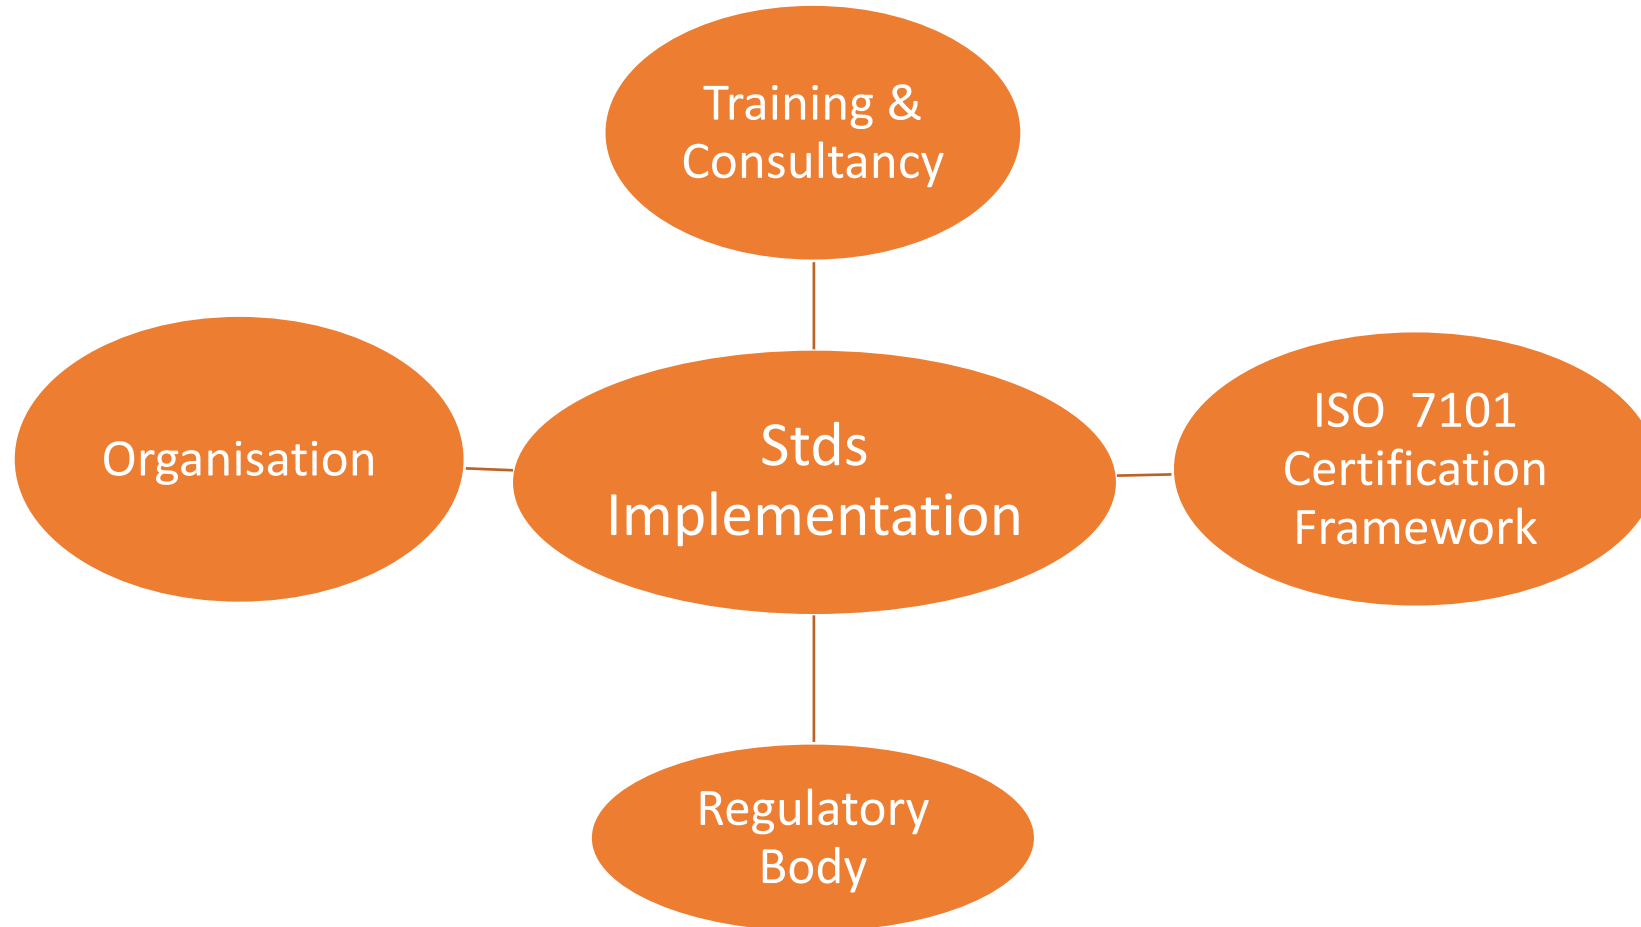 Training &
Consultancy
Organisation
Stds
Implementation
ISO  7101
Certification
Framework
Regulatory
Body